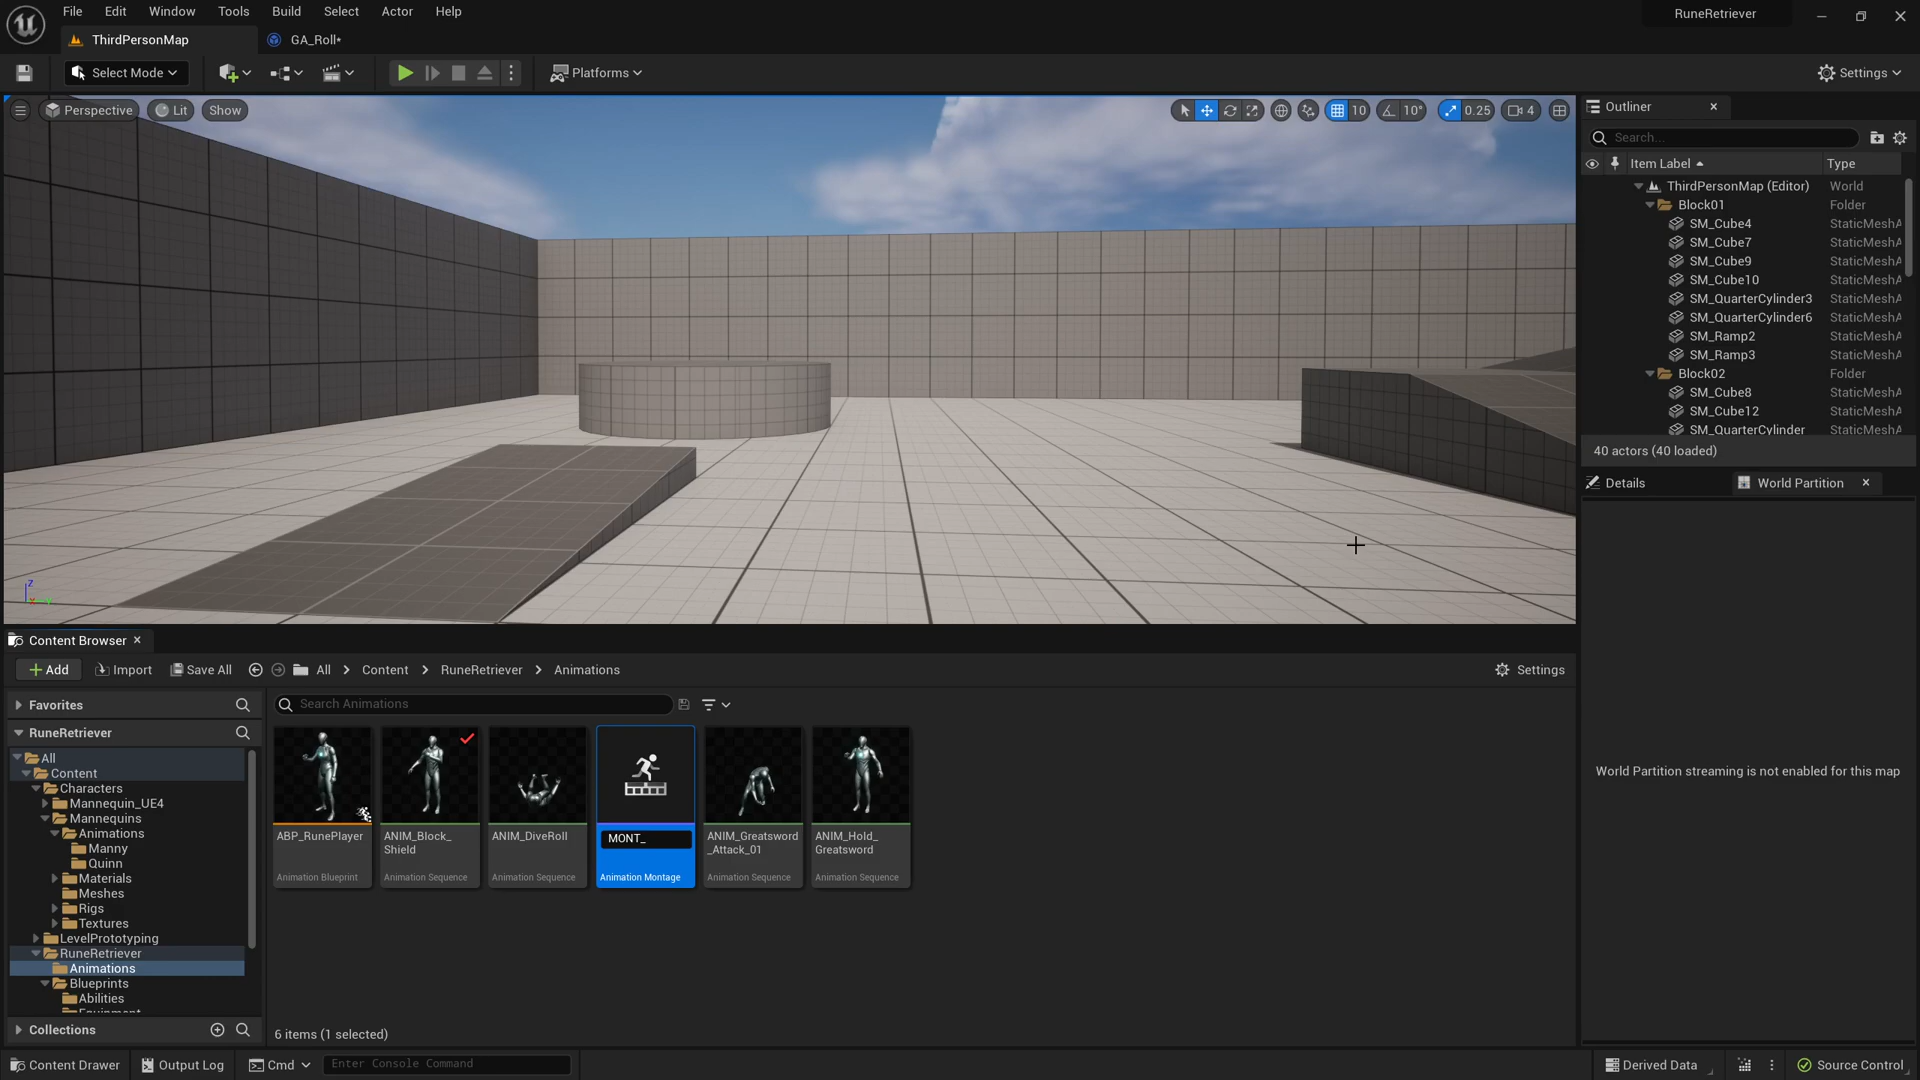 File Edit Window Tools Build Select Actor Help
RuneRetriever
ThirdPersonMap
GA_Roll*
Select Mode
Platforms
Settings
Perspective Lit Show
10 10° 0.25 4
Outliner
Search...
Item Label Type
ThirdPersonMap (Editor) World
Block01 Folder
SM_Cube4 StaticMeshA
SM_Cube7 StaticMeshA
SM_Cube9 StaticMeshA
SM_Cube10 StaticMeshA
SM_QuarterCylinder3 StaticMeshA
SM_QuarterCylinder6 StaticMeshA
SM_Ramp2 StaticMeshA
SM_Ramp3 StaticMeshA
Block02 Folder
SM_Cube8 StaticMeshA
SM_Cube12 StaticMeshA
SM_QuarterCylinder StaticMeshA
40 actors (40 loaded)
Details
World Partition
World Partition streaming is not enabled for this map
Z
Content Browser
Add Import Save All All Content RuneRetriever Animations Settings
Favorites
RuneRetriever
All
Content
Characters
Mannequin_UE4
Mannequins
Animations
Manny
Quinn
Materials
Meshes
Rigs
Textures
LevelPrototyping
RuneRetriever
Animations
Blueprints
Abilities
Collections
Search Animations
ABP_RunePlayer
Animation Blueprint
ANIM_Block_
Shield
Animation Sequence
ANIM_DiveRoll
Animation Sequence
MONT_
Animation Montage
ANIM_Greatsword
_Attack_01
Animation Sequence
ANIM_Hold_
Greatsword
Animation Sequence
6 items (1 selected)
Content Drawer Output Log Cmd Enter Console Command Derived Data Source Control